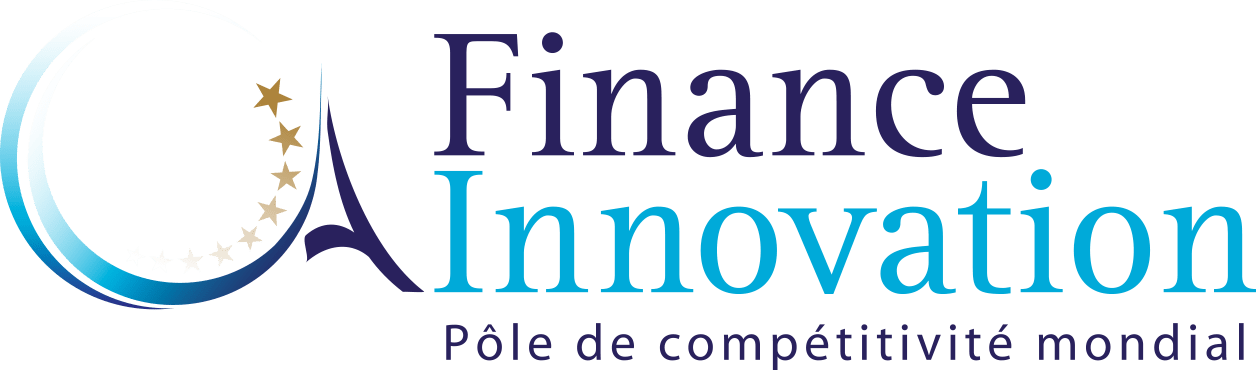 Finance
Innovation
Pôle de compétitivité mondial